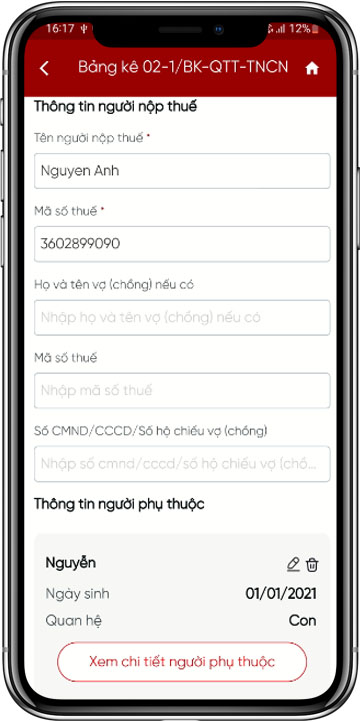 16:17 12%
Bảng kê 02-1/BK-QTT-TNCN
Thông tin người nộp thuế
Tên người nộp thuế *
Nguyen Anh
Mã số thuế *
3602899090
Họ và tên vợ (chồng) nếu có
Nhập họ và tên vợ (chồng) nếu có
Mã số thuế
Nhập mã số thuế
Số CMND/CCCD/Số hộ chiếu vợ (chồng)
Nhập số cmnd/cccd/số hộ chiếu vợ (chồ...
Thông tin người phụ thuộc
Nguyễn
Ngày sinh 01/01/2021
Quan hệ Con
Xem chi tiết người phụ thuộc